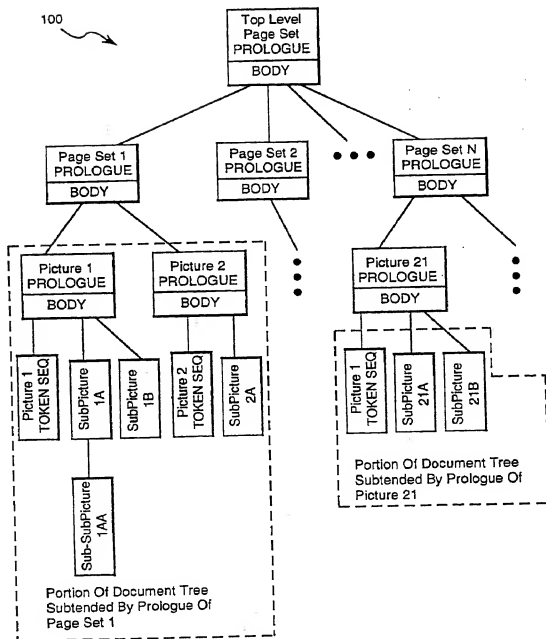 100
Top Level
Page Set
PROLOGUE
BODY
Page Set 1
PROLOGUE
BODY
Page Set 2
PROLOGUE
BODY
Page Set N
PROLOGUE
BODY
Picture 1
PROLOGUE
BODY
Picture 2
PROLOGUE
BODY
Picture 21
PROLOGUE
BODY
Picture 1
TOKEN SEQ
SubPicture
1A
SubPicture
1B
Picture 2
TOKEN SEQ
SubPicture
2A
Picture 1
TOKEN SEQ
SubPicture
21A
SubPicture
21B
Sub-SubPicture
1AA
Portion Of Document Tree
Subtended By Prologue Of
Picture 21
Portion Of Document Tree
Subtended By Prologue Of
Page Set 1